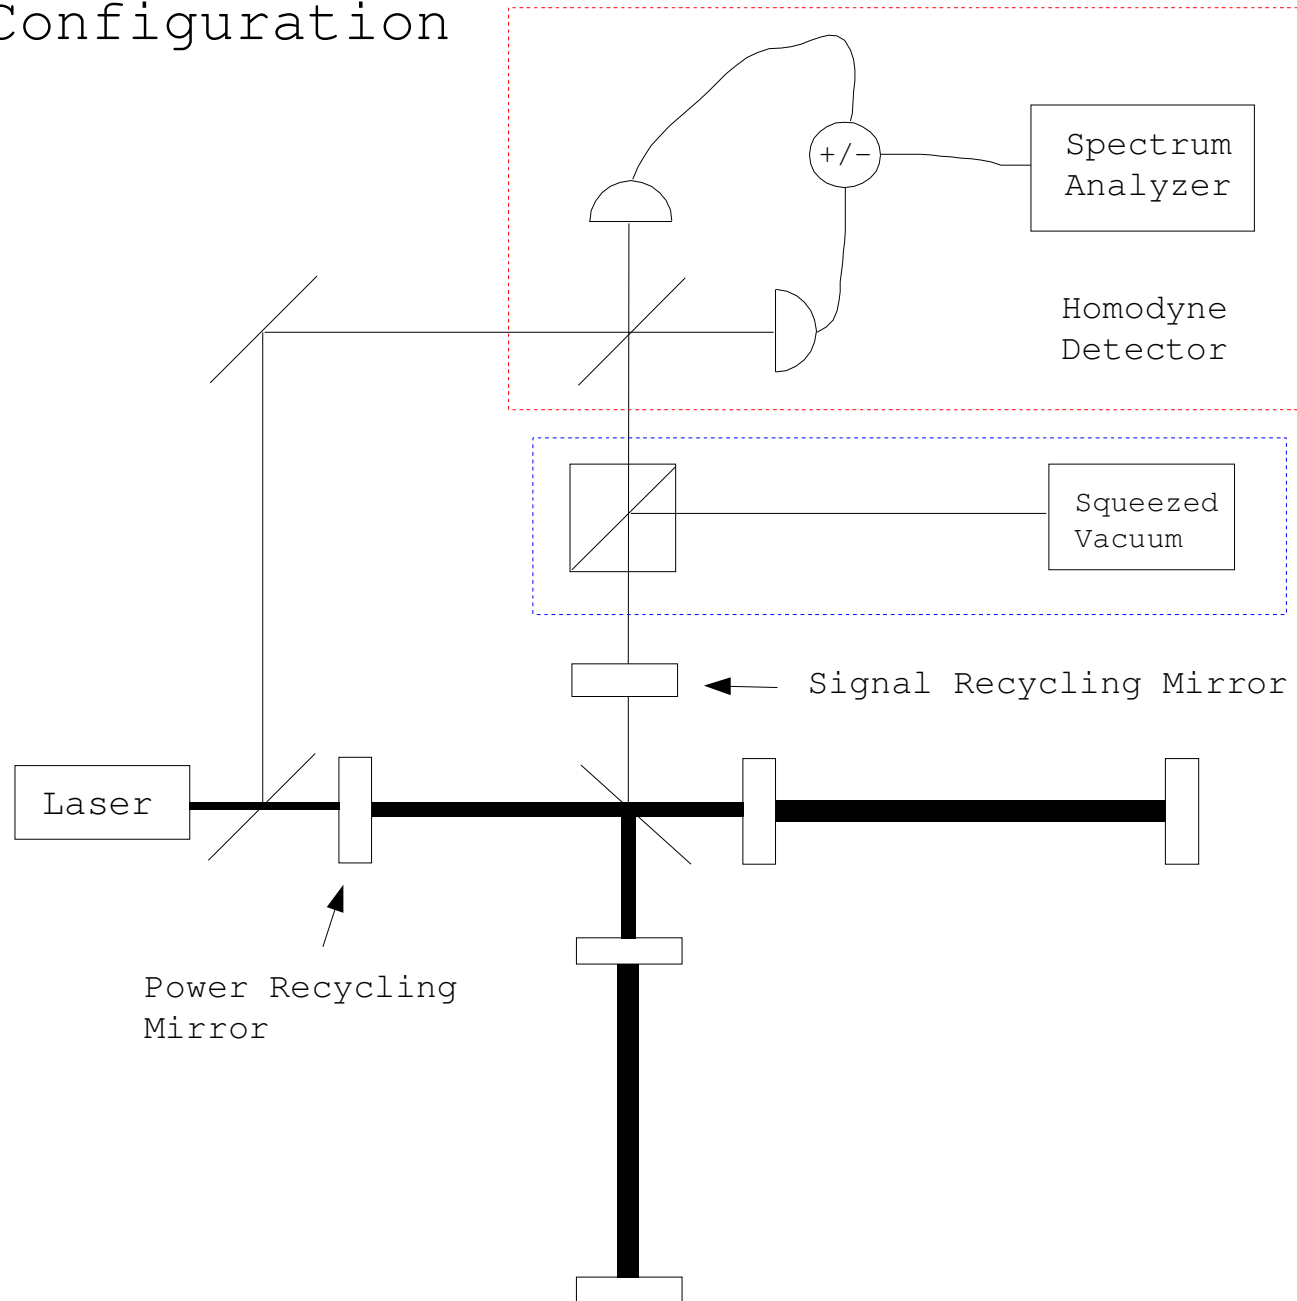 Configuration
+/-
Spectrum
Analyzer
Homodyne
Detector
Squeezed
Vacuum
Signal Recycling Mirror
Laser
Power Recycling
Mirror